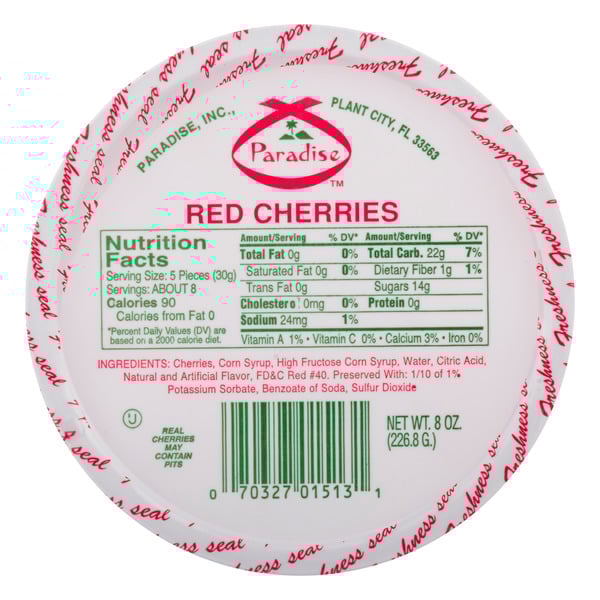 PARADISE, INC., PLANT CITY, FL 33563
Paradise
TM
RED CHERRIES
Nutrition
Facts
Serving Size: 5 Pieces (30g)
Servings: ABOUT 8
Calories 90
Calories from Fat 0
*Percent Daily Values (DV) are
based on a 2000 calorie diet.
Amount/Serving % DV* Amount/Serving % DV*
Total Fat 0g 0% Total Carb. 22g 7%
Saturated Fat 0g 0% Dietary Fiber 1g 1%
Trans Fat 0g Sugars 14g
Cholestero 0mg 0% Protein 0g
Sodium 24mg 1%
Vitamin A 1% • Vitamin C 0% • Calcium 3% • Iron 0%
INGREDIENTS: Cherries, Corn Syrup, High Fructose Corn Syrup, Water, Citric Acid,
Natural and Artificial Flavor, FD&C Red #40. Preserved With: 1/10 of 1%
Potassium Sorbate, Benzoate of Soda, Sulfur Dioxide
U
REAL
CHERRIES
MAY
CONTAIN
PITS
NET WT. 8 OZ.
(226.8 G.)
0 70327 01513 1
Freshness seal
Freshness seal
Freshness seal
Freshness seal
Freshness seal